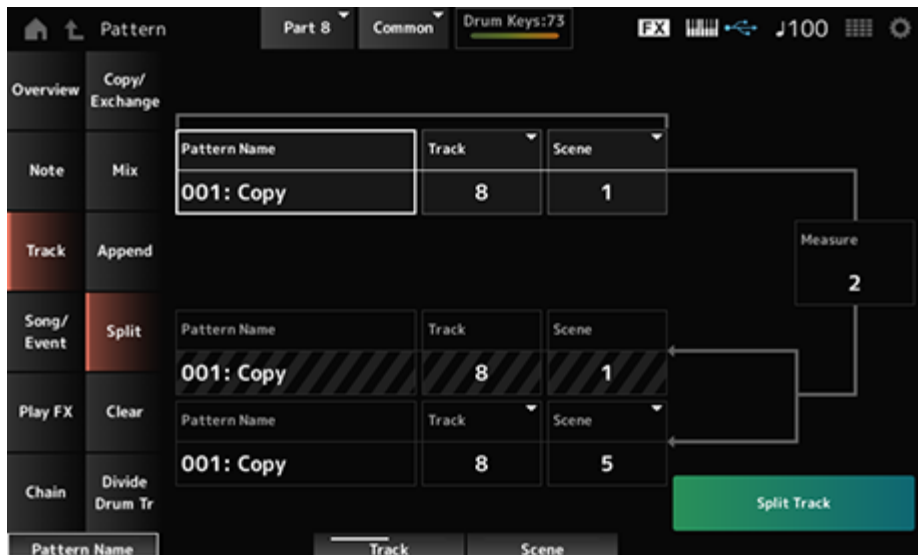 Pattern
Part 8
Common
Drum Keys:73
FX
♩100
Overview
Copy/
Exchange
Pattern Name
Track
Scene
001: Copy
8
1
Note
Mix
Track
Append
Measure
2
Song/
Event
Split
Pattern Name
Track
Scene
001: Copy
8
1
Play FX
Clear
Pattern Name
Track
Scene
001: Copy
8
5
Chain
Divide
Drum Tr
Split Track
Pattern Name
Track
Scene